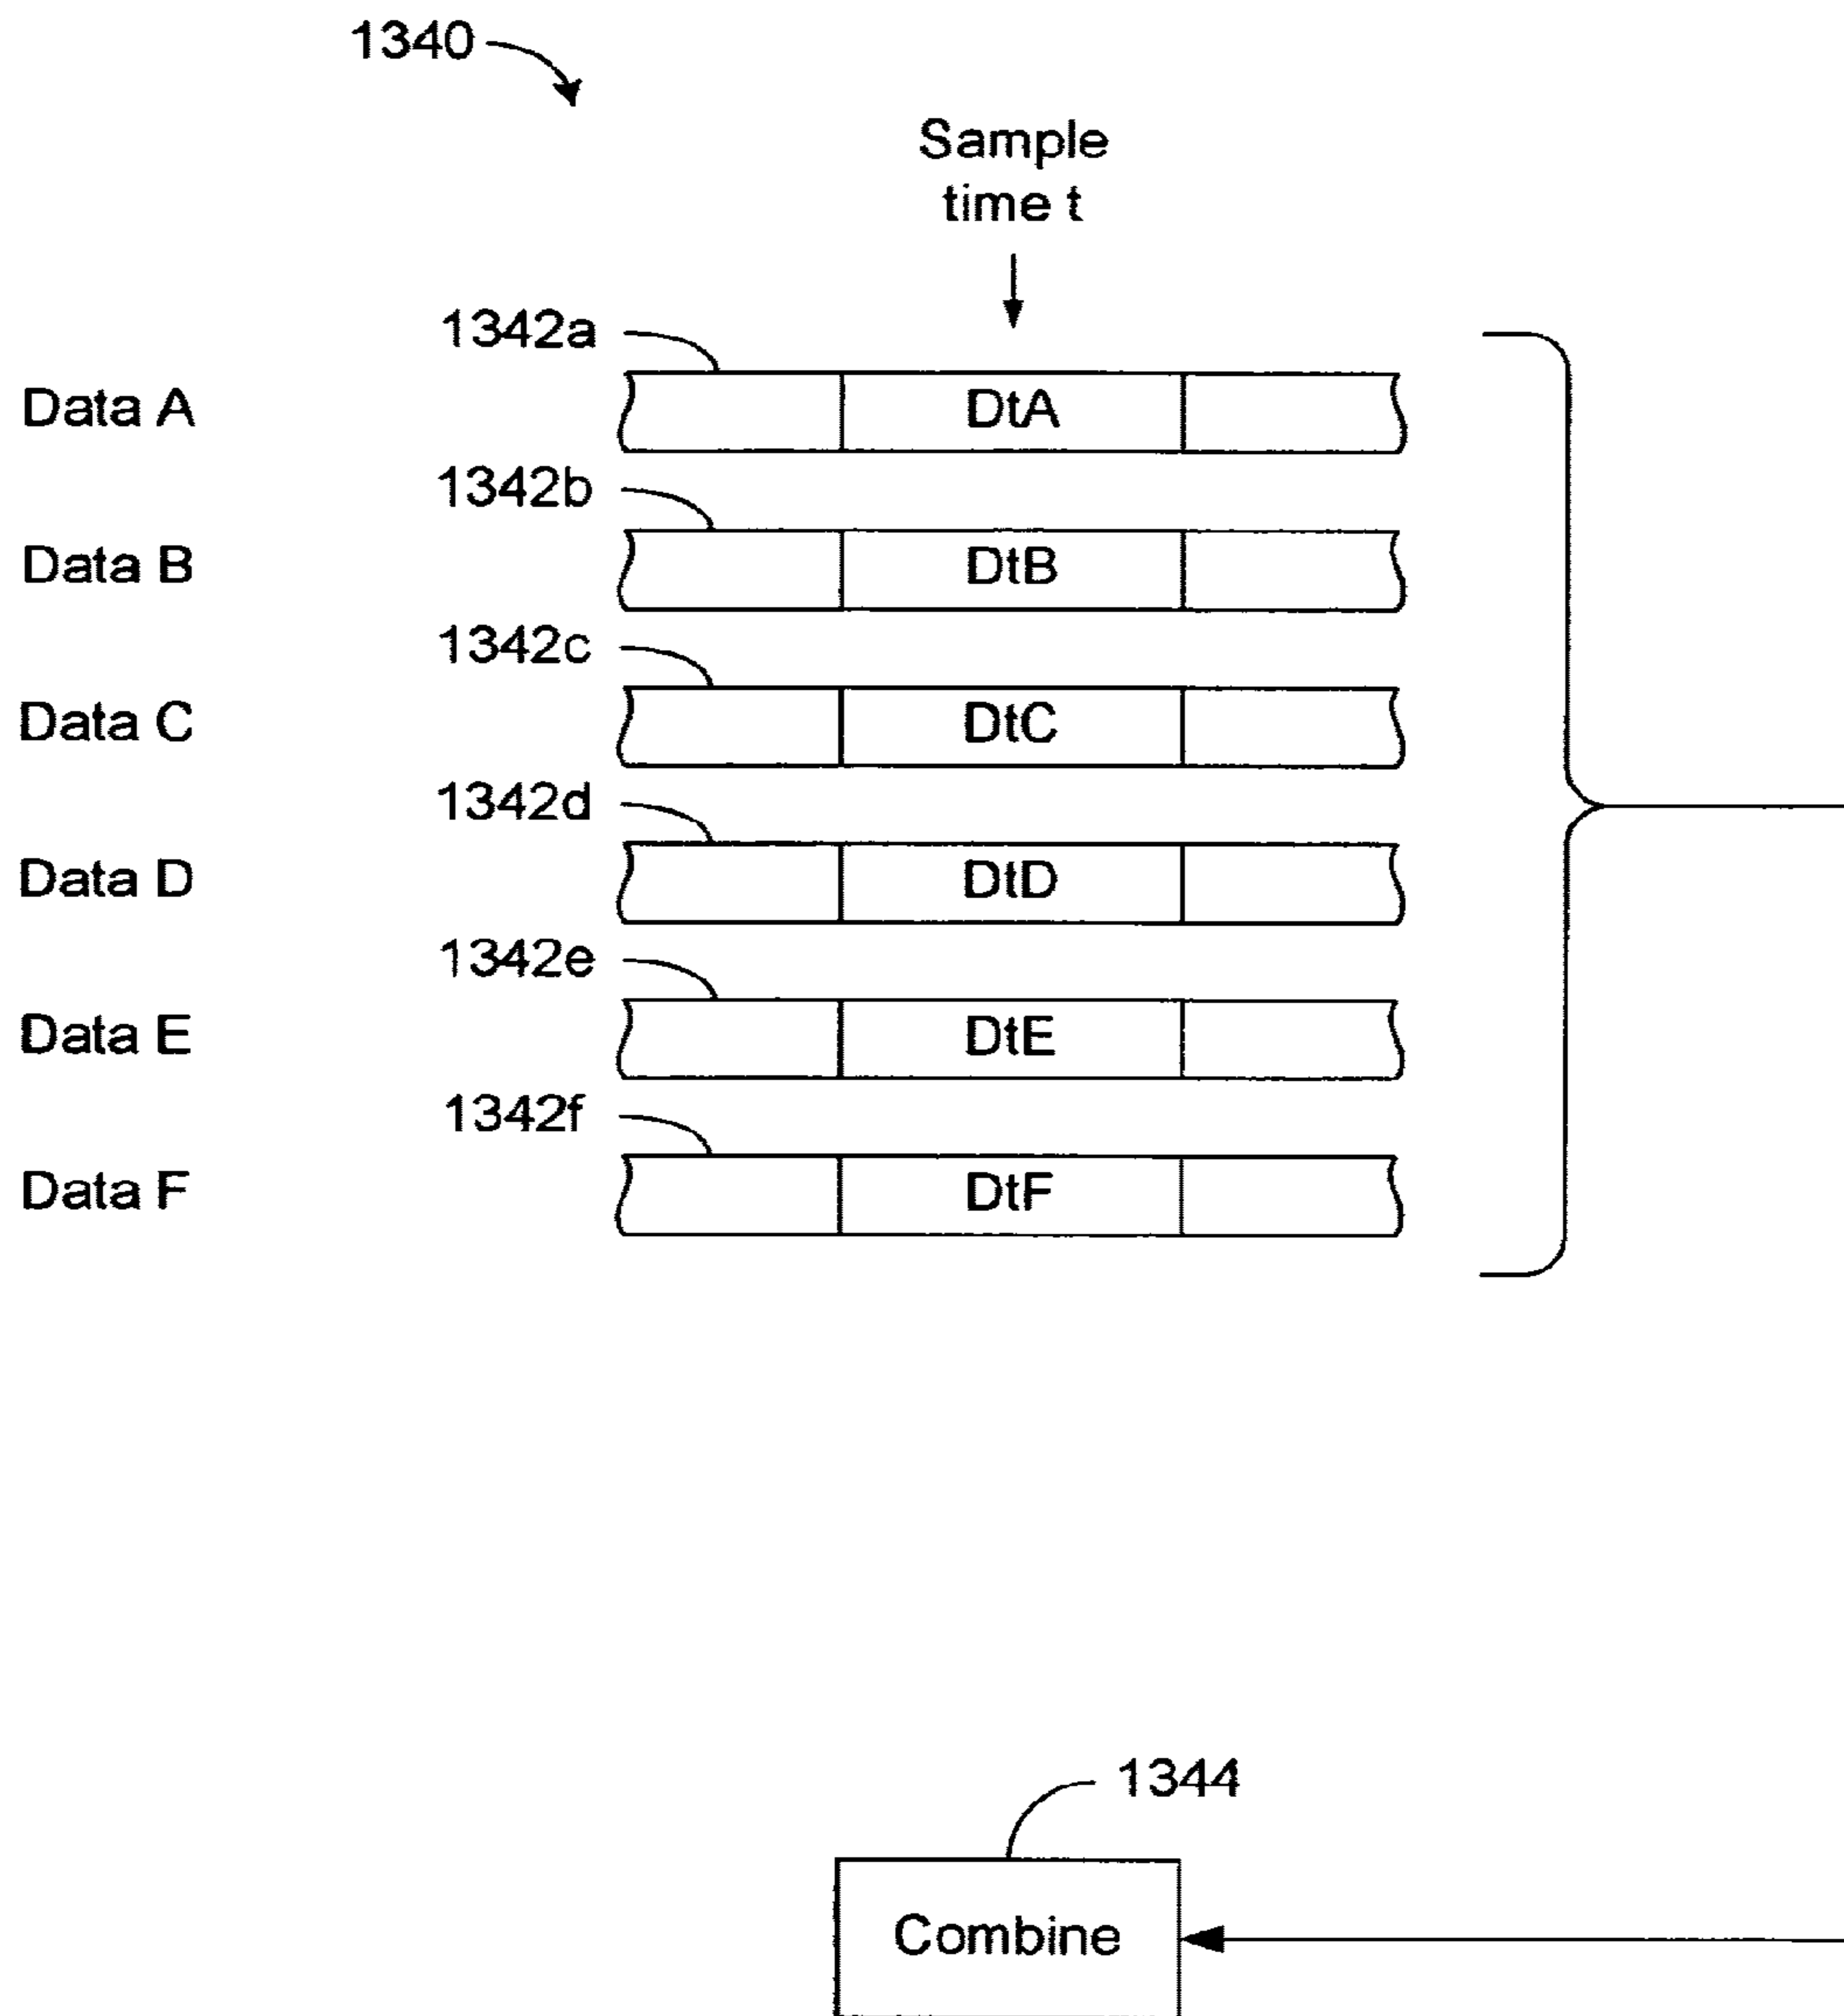 1340
Sample
time t
1342a
Data A DtA
1342b
Data B DtB
1342c
Data C DtC
1342d
Data D DtD
1342e
Data E DtE
1342f
Data F DtF
1344
Combine